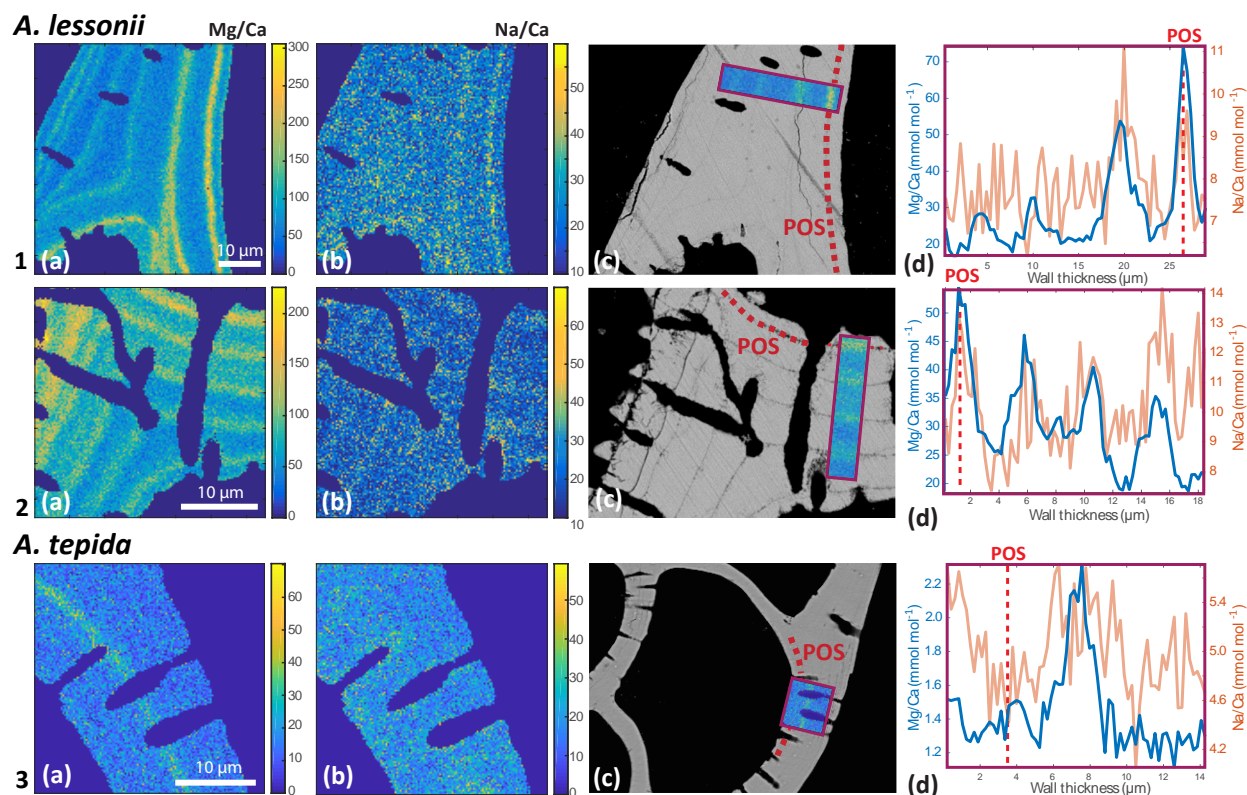 A. lessonii
Mg/Ca
Na/Ca
300
250
200
150
100
50
0
10 µm
1
(a)
60
50
40
30
20
10
(b)
POS
(c)
POS
70
60
50
40
30
20
Mg/Ca (mmol mol⁻¹)
11
10
9
8
7
Na/Ca (mmol mol⁻¹)
5
10
15
20
25
Wall thickness (µm)
(d)
200
150
100
50
0
10 µm
2
(a)
60
50
40
30
20
10
(b)
POS
(c)
POS
50
45
40
35
30
25
20
Mg/Ca (mmol mol⁻¹)
14
13
12
11
10
9
8
Na/Ca (mmol mol⁻¹)
2
4
6
8
10
12
14
16
18
Wall thickness (µm)
(d)
A. tepida
70
60
50
40
30
20
10
0
10 µm
3
(a)
50
40
30
20
10
0
(b)
POS
(c)
POS
2.2
2.0
1.8
1.6
1.4
1.2
Mg/Ca (mmol mol⁻¹)
5.4
5.0
4.6
4.2
Na/Ca (mmol mol⁻¹)
2
4
6
8
10
12
14
Wall thickness (µm)
(d)